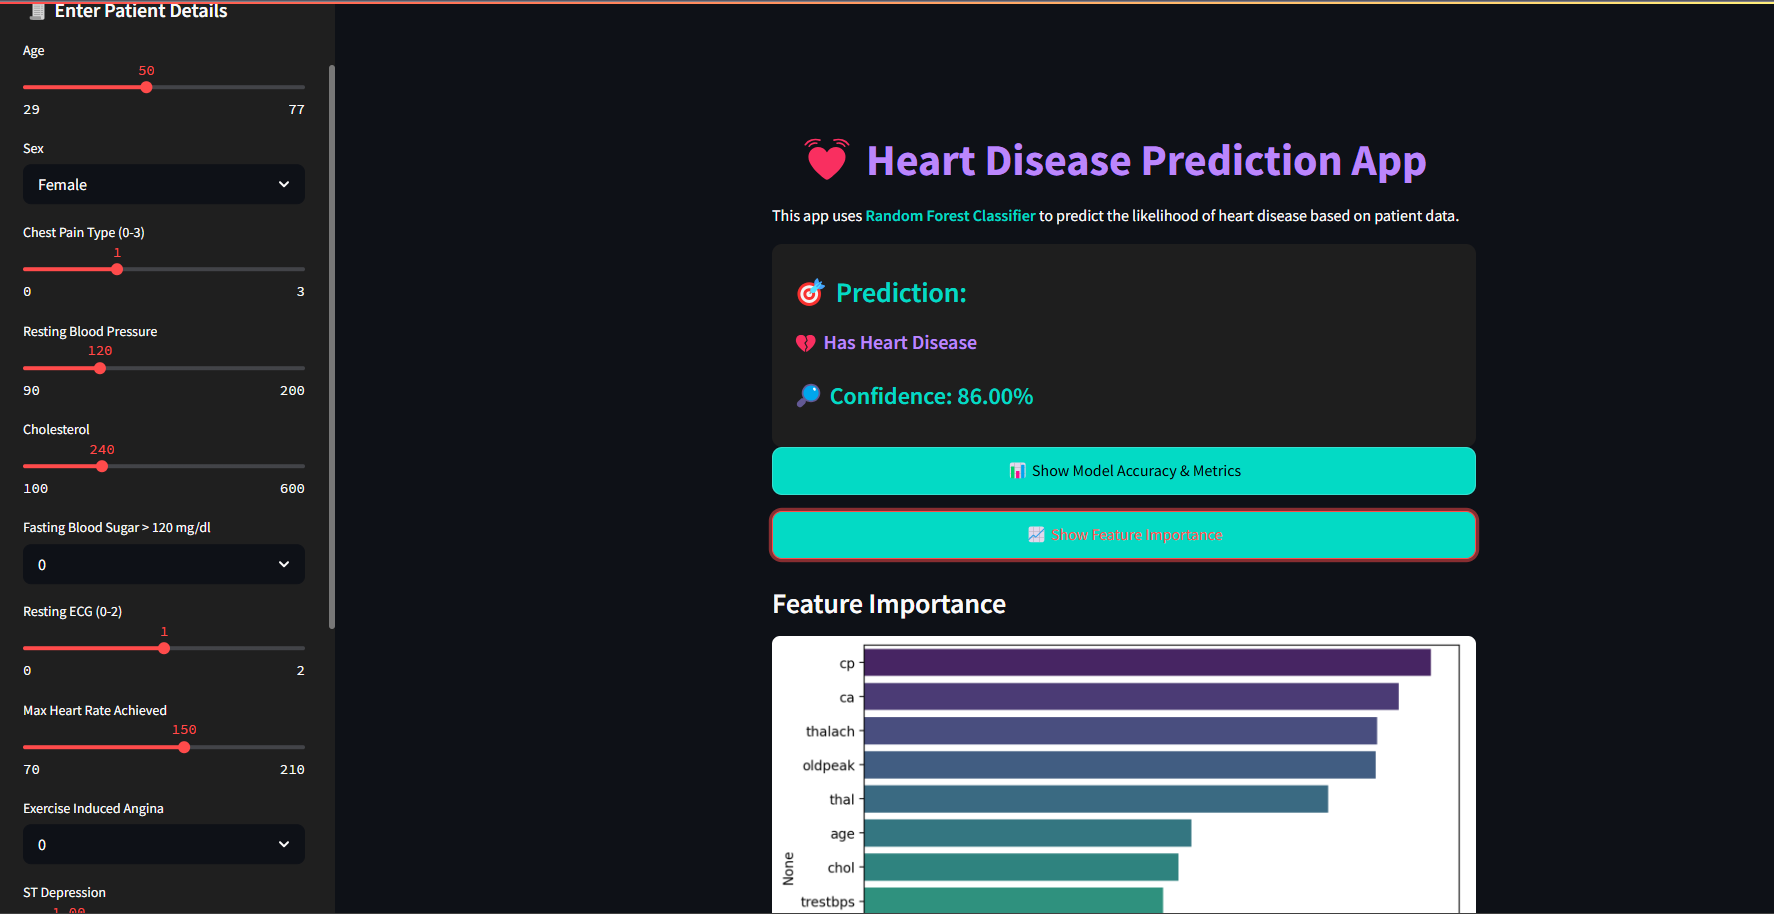 Enter Patient Details
Age
50
29 77
Sex
Female
Chest Pain Type (0-3)
1
0 3
Resting Blood Pressure
120
90 200
Cholesterol
240
100 600
Fasting Blood Sugar > 120 mg/dl
0
Resting ECG (0-2)
1
0 2
Max Heart Rate Achieved
150
70 210
Exercise Induced Angina
0
ST Depression
1.00
Heart Disease Prediction App
This app uses Random Forest Classifier to predict the likelihood of heart disease based on patient data.
Prediction:
Has Heart Disease
Confidence: 86.00%
Show Model Accuracy & Metrics
Show Feature Importance
Feature Importance
cp
ca
thalach
oldpeak
thal
age
chol
trestbps
None